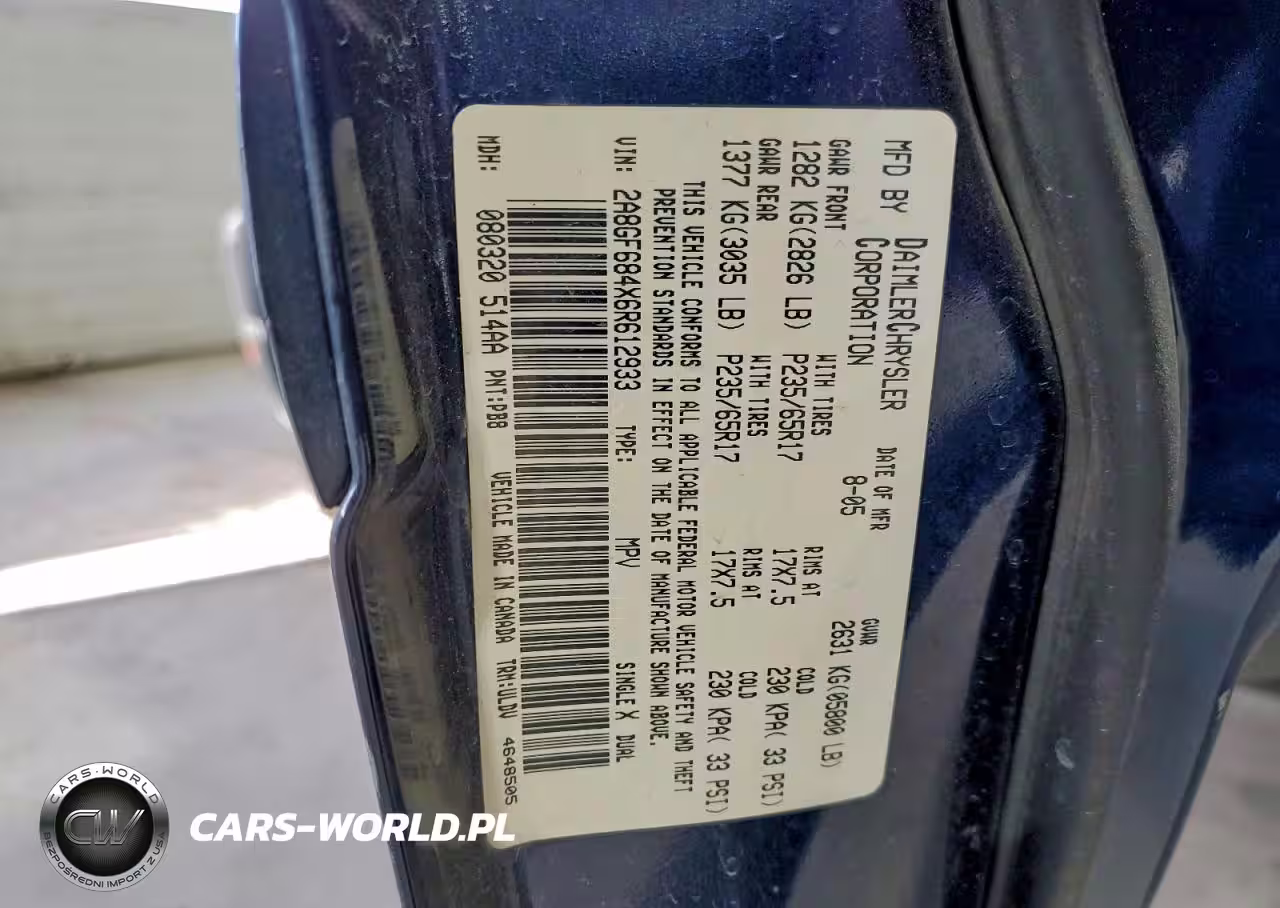 MFD BY DAIMLERCHRYSLER CORPORATION
DATE OF MFR 8-05
GVWR 2631 KG(05800 LB)
GAWR FRONT WITH TIRES RIMS AT COLD
1282 KG(2826 LB) P235/65R17 17X7.5 230 KPA( 33 PSI)
GAWR REAR WITH TIRES RIMS AT COLD
1377 KG(3035 LB) P235/65R17 17X7.5 230 KPA( 33 PSI)
THIS VEHICLE CONFORMS TO ALL APPLICABLE FEDERAL MOTOR VEHICLE SAFETY AND THEFT
PREVENTION STANDARDS IN EFFECT ON THE DATE OF MANUFACTURE SHOWN ABOVE.
VIN: 2A8GF684X6R612933 TYPE: MPV SINGLE X DUAL
MDH: 080320 514AA PNT:PB8 VEHICLE MADE IN CANADA TRM:ULDV 4648505
CARS-WORLD
CW
BEZPOŚREDNI IMPORT Z USA
CARS-WORLD.PL